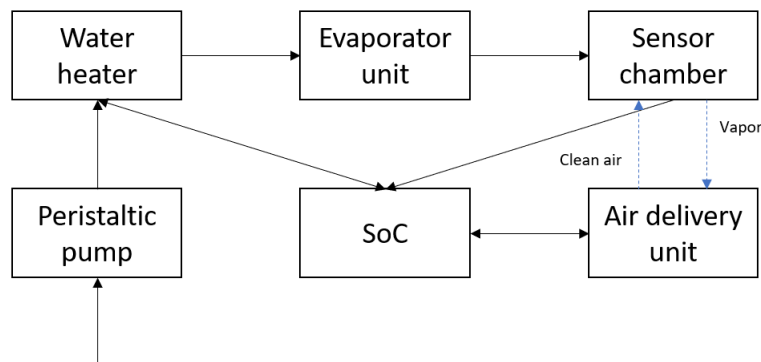 Water
heater
Evaporator
unit
Sensor
chamber
Vapor
Clean air
Peristaltic
pump
SoC
Air delivery
unit